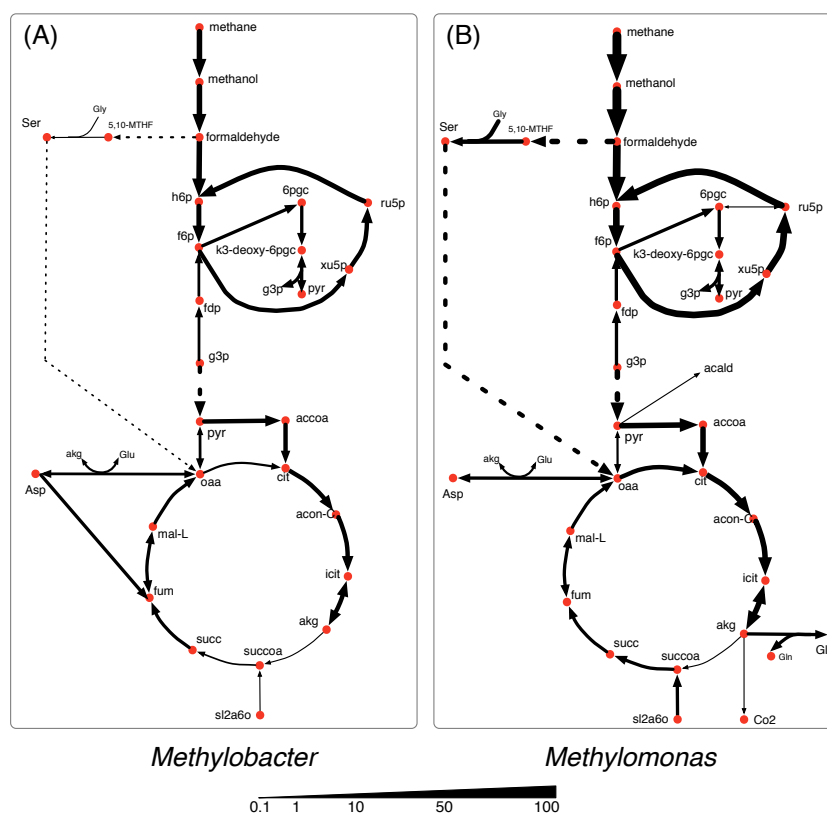 (A)
methane
methanol
Gly
Ser
5,10-MTHF
formaldehyde
h6p
6pgc
ru5p
f6p
k3-deoxy-6pgc
xu5p
g3p
pyr
fdp
g3p
accoa
pyr
akg
Glu
Asp
oaa
cit
acon-C
mal-L
icit
fum
akg
succ
succoa
sl2a6o
(B)
methane
methanol
Gly
Ser
5,10-MTHF
formaldehyde
h6p
6pgc
ru5p
f6p
k3-deoxy-6pgc
xu5p
g3p
pyr
fdp
g3p
acald
accoa
pyr
akg
Glu
Asp
oaa
cit
acon-C
mal-L
icit
fum
akg
succ
succoa
Gln
Gl
sl2a6o
Co2
Methylobacter
Methylomonas
0.1 1 10 50 100